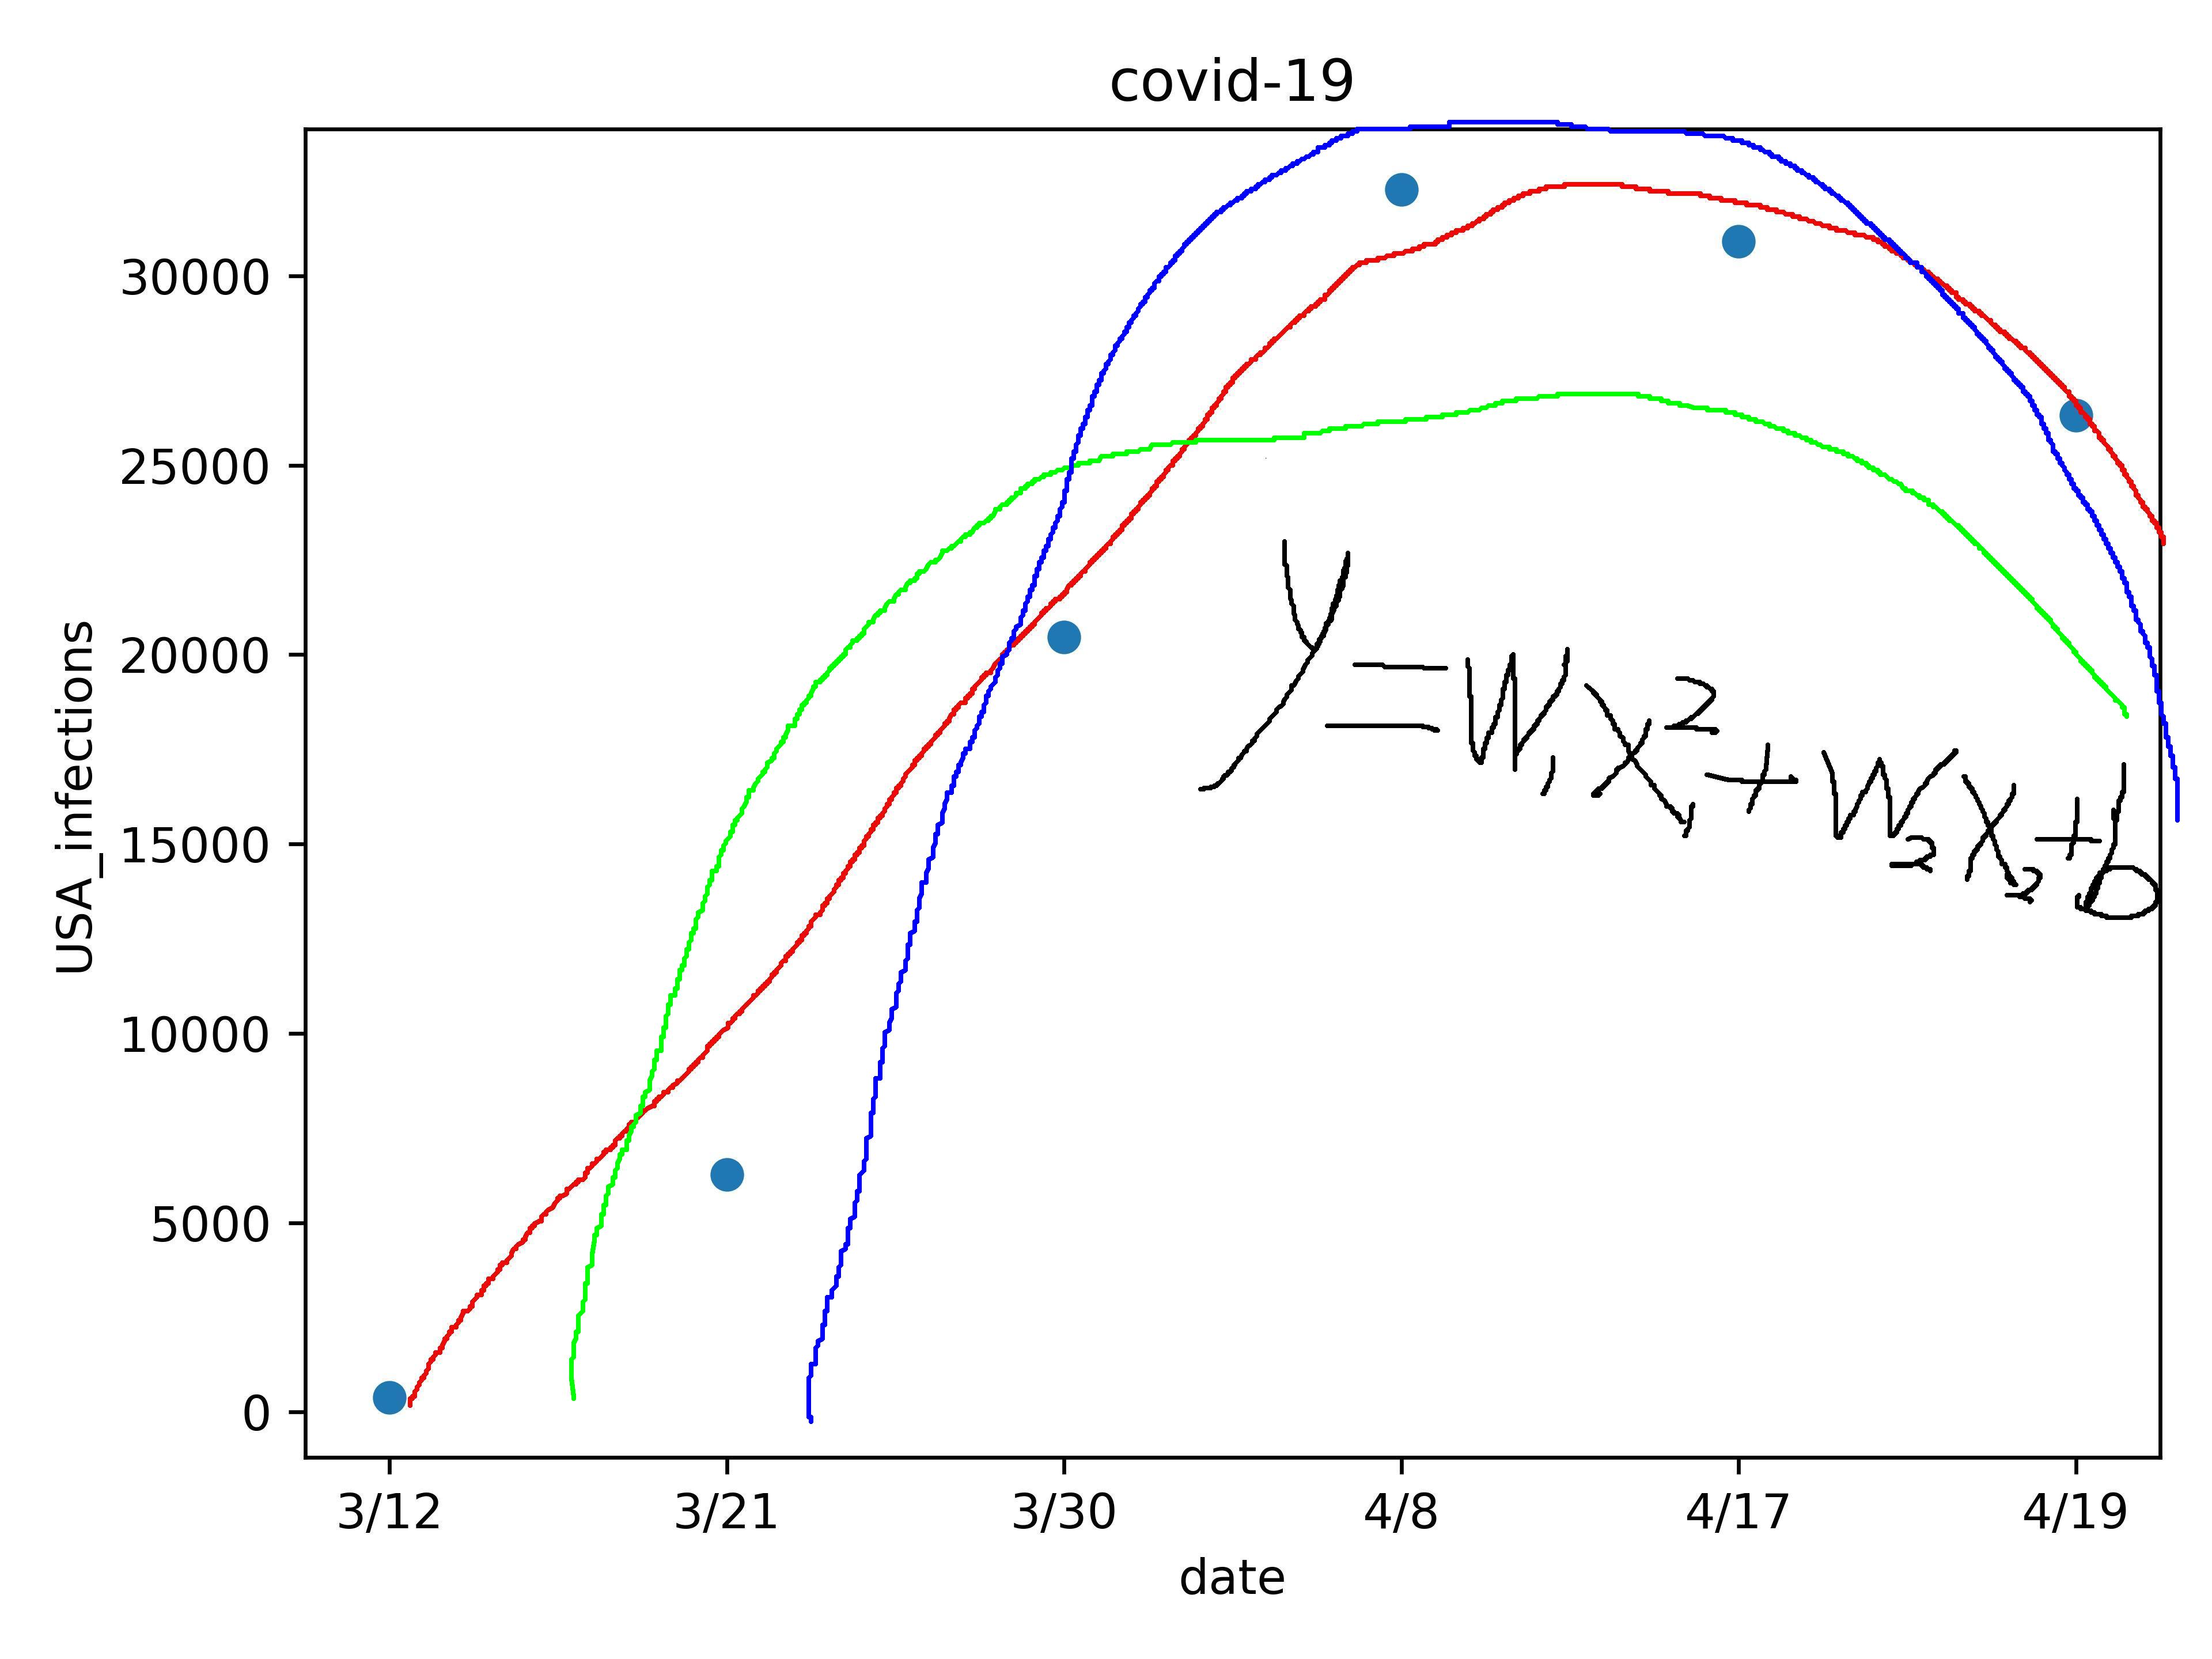 covid-19
30000
25000
20000
15000
10000
5000
0
USA_infections
y=w₁x₁²+w₂x₂+b
3/12 3/21 3/30 4/8 4/17 4/19
date